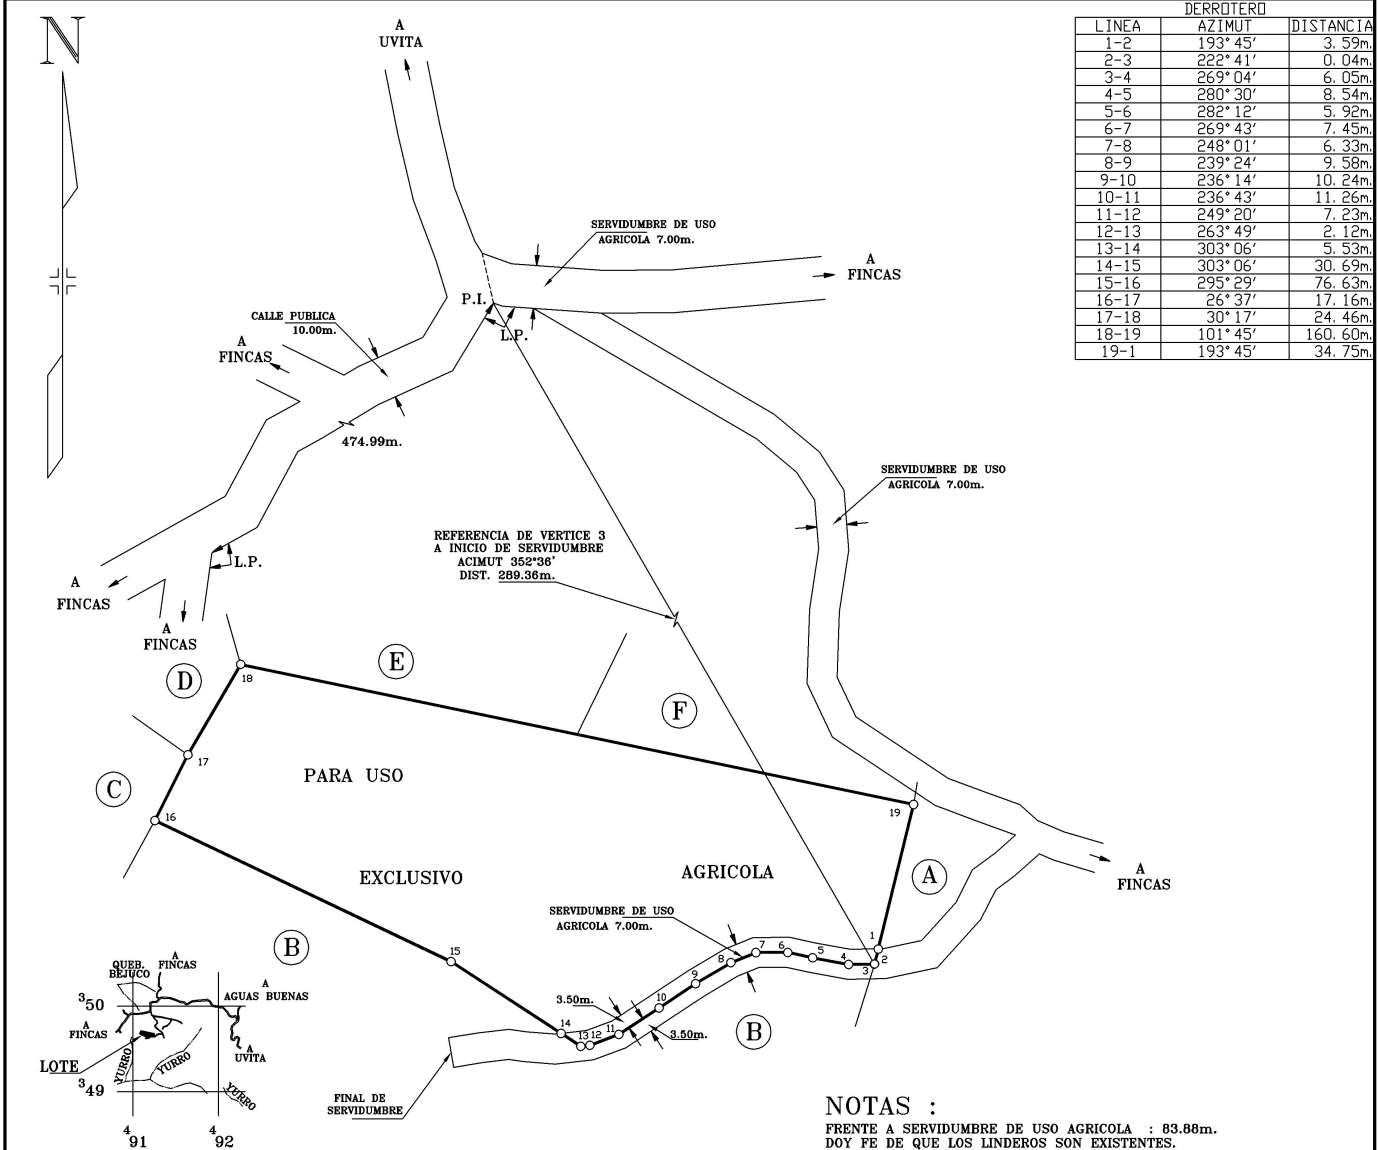 N
DERROTERO
LINEA AZIMUT DISTANCIA
1-2 193°45' 3.59m.
2-3 222°41' 0.04m.
3-4 269°04' 6.05m.
4-5 280°30' 8.54m.
5-6 282°12' 5.92m.
6-7 269°43' 7.45m.
7-8 248°01' 6.33m.
8-9 239°24' 9.58m.
9-10 236°14' 10.24m.
10-11 236°43' 11.26m.
11-12 249°20' 7.23m.
12-13 263°49' 2.12m.
13-14 303°06' 5.53m.
14-15 303°06' 30.69m.
15-16 295°29' 76.63m.
16-17 26°37' 17.16m.
17-18 30°17' 24.46m.
18-19 101°45' 160.60m.
19-1 193°45' 34.75m.
A
UVITA
SERVIDUMBRE DE USO
AGRICOLA 7.00m.
A
FINCAS
P.I.
L.P.
CALLE PUBLICA
10.00m.
A
FINCAS
474.99m.
SERVIDUMBRE DE USO
AGRICOLA 7.00m.
REFERENCIA DE VERTICE 3
A INICIO DE SERVIDUMBRE
ACIMUT 352°36'
DIST. 289.36m.
L.P.
A
FINCAS
A
FINCAS
D
E
F
18
17
C
PARA USO
16
19
EXCLUSIVO
AGRICOLA
A
A
FINCAS
SERVIDUMBRE DE USO
AGRICOLA 7.00m.
1
2
3
4
5
6
7
8
9
10
11
12
13
14
15
B
B
3.50m.
3.50m.
QUEB.
BEJUCO
A
FINCAS
A
AGUAS BUENAS
350
A
FINCAS
LOTE
YURRO
YURRO
A
UVITA
YURRO
349
4
91
4
92
FINAL DE
SERVIDUMBRE
NOTAS :
FRENTE A SERVIDUMBRE DE USO AGRICOLA : 83.88m.
DOY FE DE QUE LOS LINDEROS SON EXISTENTES.